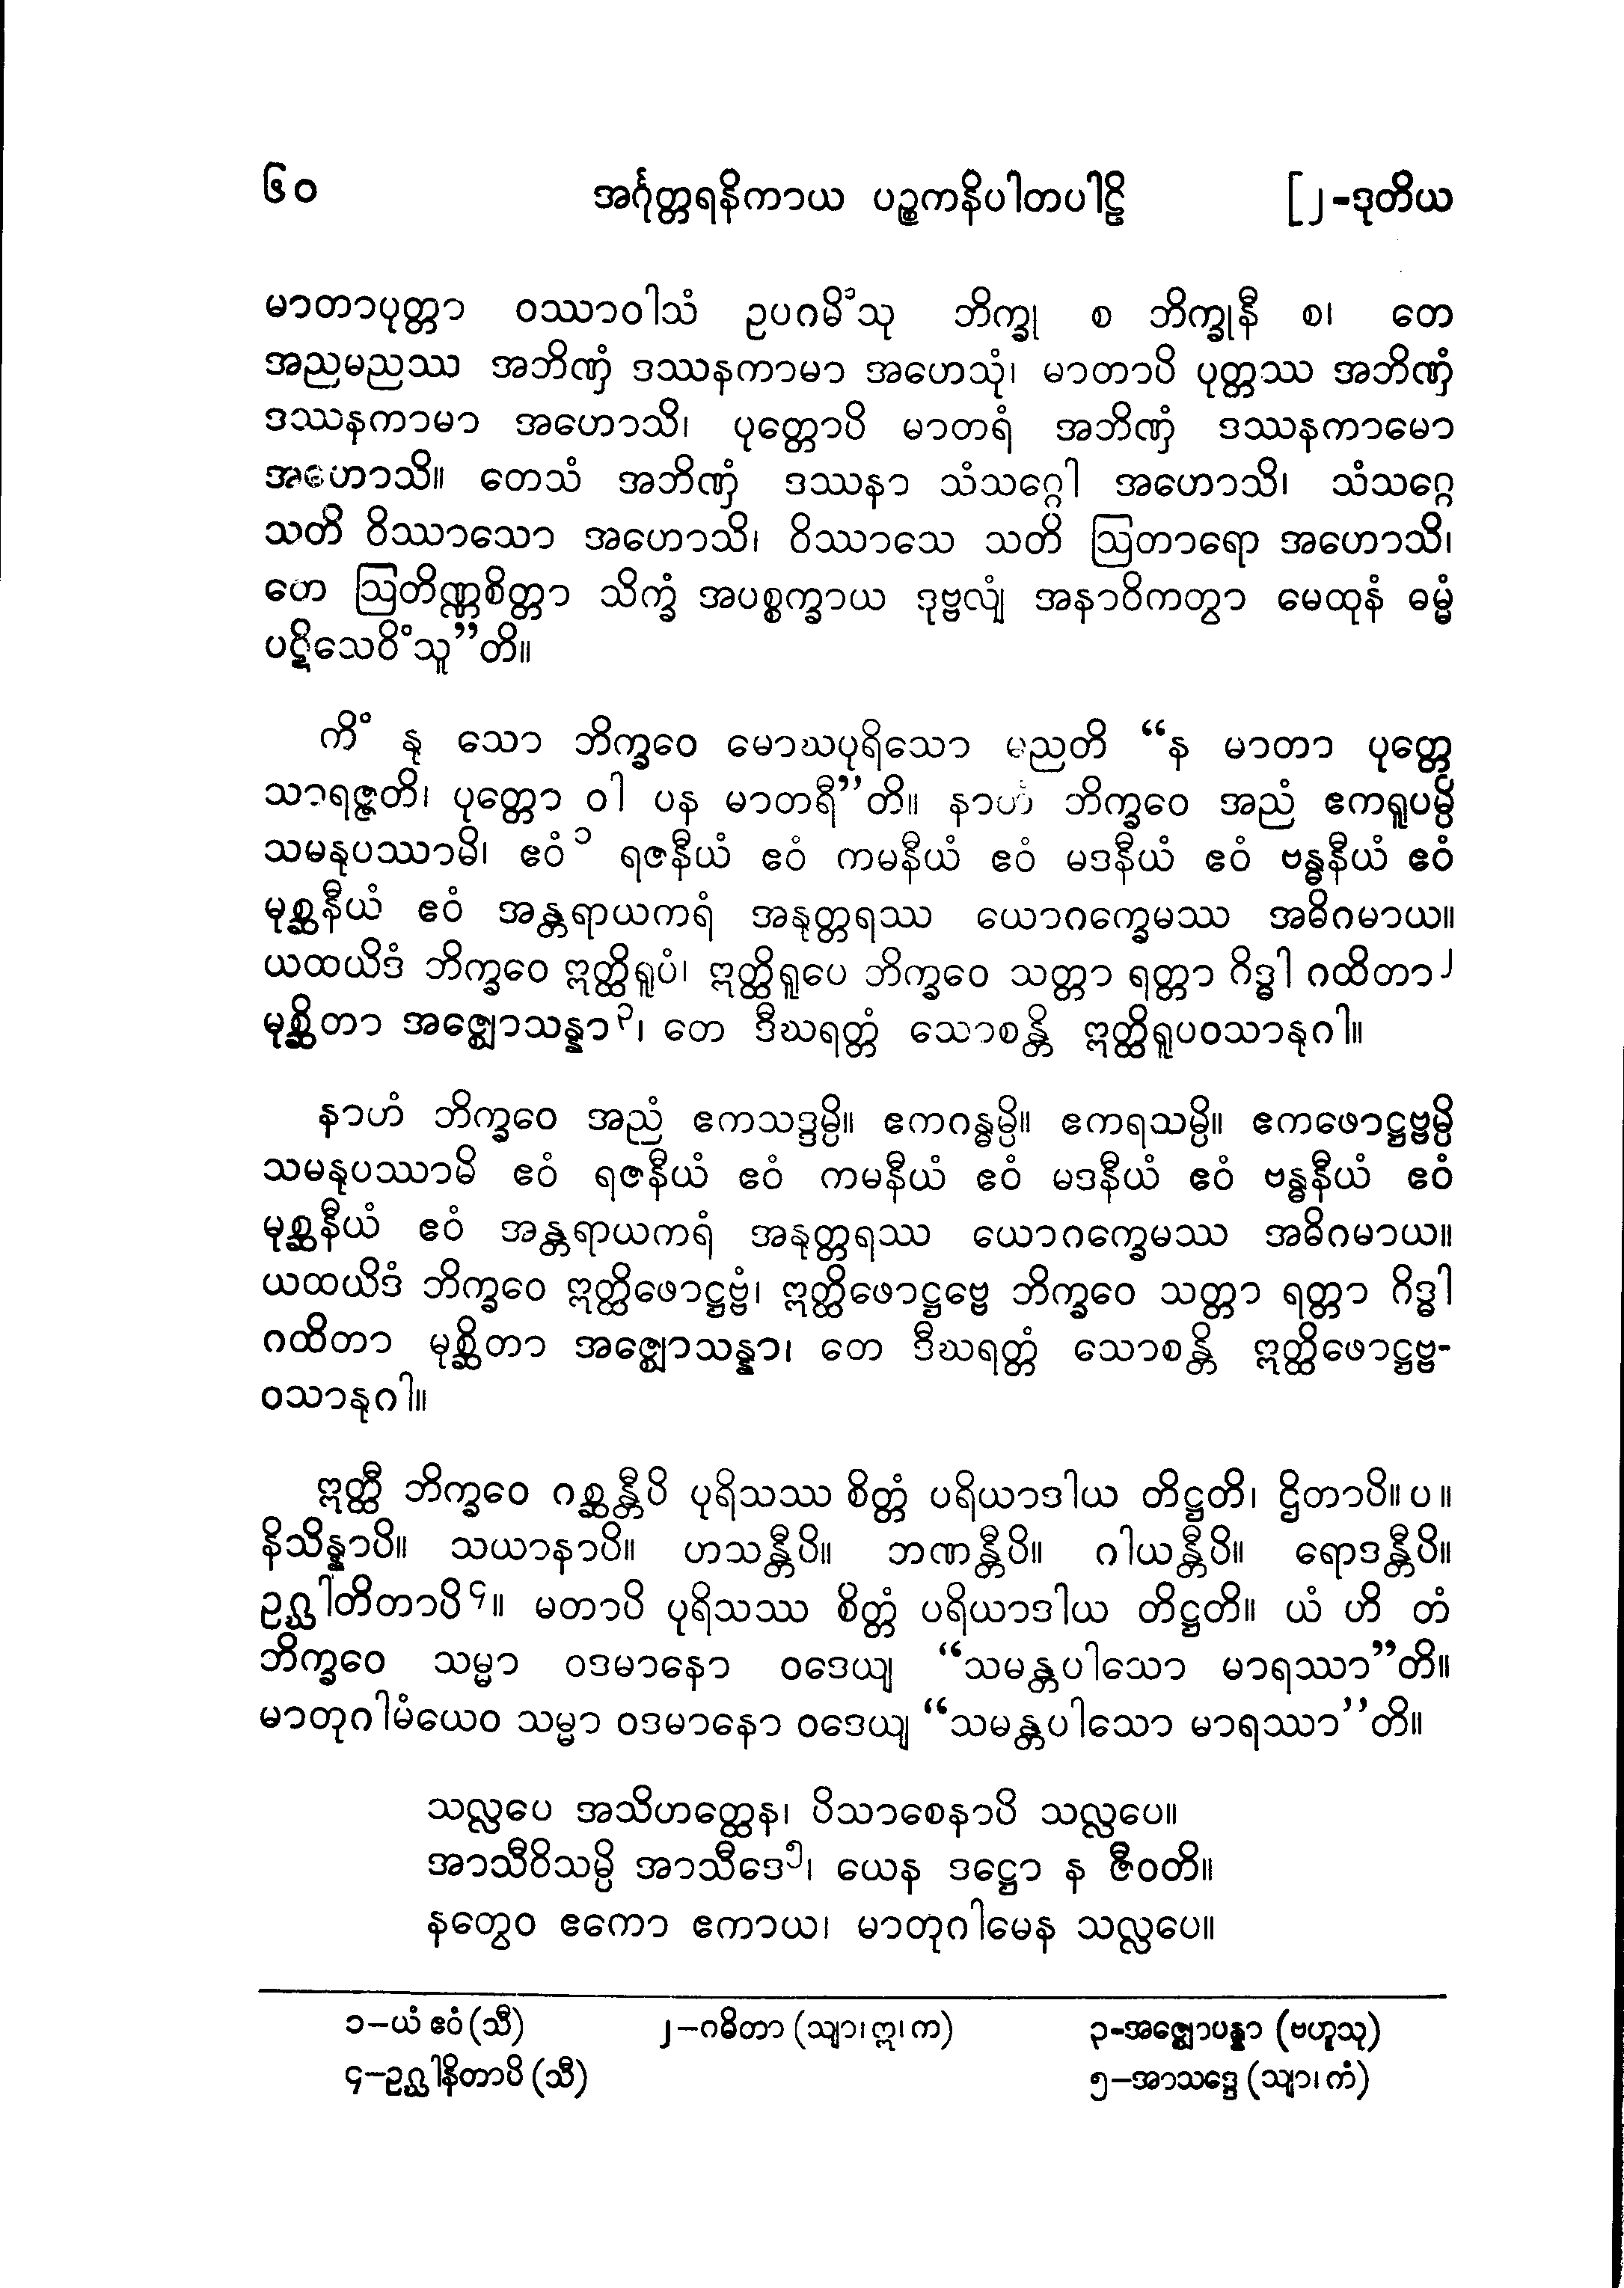 ၆၀ အင်္ဂုတ္တရနိကာယ ပဉ္စကနိပါတပါဠိ [၂-ဒုတိယ
မာတာပုတ္တာ ဝဿာဝါသံ ဥပဂမိံသု ဘိက္ခု စ ဘိက္ခုနီ စ၊ တေ
အညမညဿ အဘိဏှံ ဒဿနကာမာ အဟေသုံ၊ မာတာပိ ပုတ္တဿ အဘိဏှံ
ဒဿနကာမာ အဟောသိ၊ ပုတ္တောပိ မာတရံ အဘိဏှံ ဒဿနကာမော
အဟောသိ။ တေသံ အဘိဏှံ ဒဿနာ သံသဂ္ဂေါ အဟောသိ၊ သံသဂ္ဂေ
သတိ ဝိဿာသော အဟောသိ၊ ဝိဿာသေ သတိ ဩတာရော အဟောသိ၊
တေ ဩတိဏ္ဏစိတ္တာ သိက္ခံ အပစ္စက္ခာယ ဒုဗ္ဗလျံ အနာဝိကတွာ မေထုနံ ဓမ္မံ
ပဋိသေဝိံသူ”တိ။
ကိံ နု သော ဘိက္ခဝေ မောဃပုရိသော မညတိ “န မာတာ ပုတ္တေ
သာရဇ္ဇတိ၊ ပုတ္တော ဝါ ပန မာတရီ”တိ။ နာဟံ ဘိက္ခဝေ အညံ ဧကရူပမ္ပိ
သမနုပဿာမိ၊ ဧဝံ၁ ရဇနီယံ ဧဝံ ကမနီယံ ဧဝံ မဒနီယံ ဧဝံ ဗန္ဓနီယံ ဧဝံ
မုစ္ဆနီယံ ဧဝံ အန္တရာယကရံ အနုတ္တရဿ ယောဂက္ခေမဿ အဓိဂမာယ။
ယထယိဒံ ဘိက္ခဝေ ဣတ္ထိရူပံ၊ ဣတ္ထိရူပေ ဘိက္ခဝေ သတ္တာ ရတ္တာ ဂိဒ္ဓါ ဂထိတာ၂
မုစ္ဆိတာ အဇ္ဈောသန္နာ၃၊ တေ ဒီဃရတ္တံ သောစန္တိ ဣတ္ထိရူပဝသာနုဂါ။
နာဟံ ဘိက္ခဝေ အညံ ဧကသဒ္ဒမ္ပိ။ ဧကဂန္ဓမ္ပိ။ ဧကရသမ္ပိ။ ဧကဖောဋ္ဌဗ္ဗမ္ပိ
သမနုပဿာမိ ဧဝံ ရဇနီယံ ဧဝံ ကမနီယံ ဧဝံ မဒနီယံ ဧဝံ ဗန္ဓနီယံ ဧဝံ
မုစ္ဆနီယံ ဧဝံ အန္တရာယကရံ အနုတ္တရဿ ယောဂက္ခေမဿ အဓိဂမာယ။
ယထယိဒံ ဘိက္ခဝေ ဣတ္ထိဖောဋ္ဌဗ္ဗံ၊ ဣတ္ထိဖောဋ္ဌဗ္ဗေ ဘိက္ခဝေ သတ္တာ ရတ္တာ ဂိဒ္ဓါ
ဂထိတာ မုစ္ဆိတာ အဇ္ဈောသန္နာ၊ တေ ဒီဃရတ္တံ သောစန္တိ ဣတ္ထိဖောဋ္ဌဗ္ဗ-
ဝသာနုဂါ။
ဣတ္ထီ ဘိက္ခဝေ ဂစ္ဆန္တီပိ ပုရိသဿ စိတ္တံ ပရိယာဒါယ တိဋ္ဌတိ၊ ဌိတာပိ။ပ။
နိသိန္နာပိ။ သယာနာပိ။ ဟသန္တီပိ။ ဘဏန္တီပိ။ ဂါယန္တီပိ။ ရောဒန္တီပိ။
ဥဂ္ဃါတိတာပိ၄။ မတာပိ ပုရိသဿ စိတ္တံ ပရိယာဒါယ တိဋ္ဌတိ။ ယံ ဟိ တံ
ဘိက္ခဝေ သမ္မာ ဝဒမာနော ဝဒေယျ “သမန္တပါသော မာရဿာ”တိ။
မာတုဂါမံယေဝ သမ္မာ ဝဒမာနော ဝဒေယျ “သမန္တပါသော မာရဿာ’’တိ။
သလ္လပေ အသိဟတ္ထေန၊ ပိသာစေနာပိ သလ္လပေ။
အာသီဝိသမ္ပိ အာသီဒေ၅၊ ယေန ဒဋ္ဌော န ဇီဝတိ။
နတွေဝ ဧကော ဧကာယ၊ မာတုဂါမေန သလ္လပေ။
၁–ယံ ဧဝံ (သီ) ၂–ဂဓိတာ (သျာ၊ ဣ၊ က) ၃-အဇ္ဈောပန္နာ (ဗဟူသု)
၄–ဥဂ္ဃါနိတာပိ (သီ) ၅–အာသဒ္ဒေ (သျာ၊ ကံ)